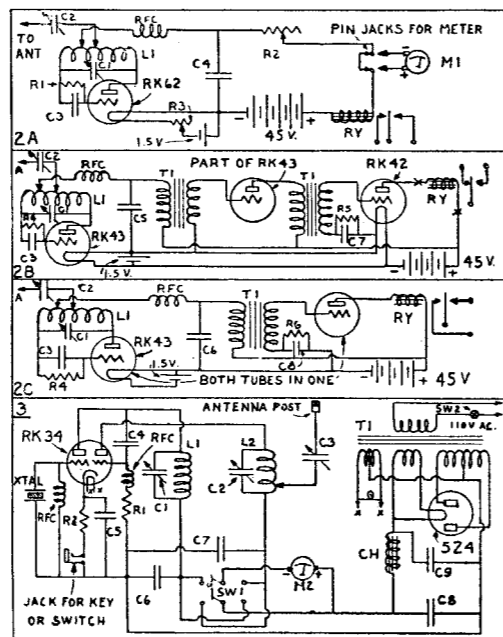 C2
RFC
TO
ANT
L1
C1
R1
C3
RK62
C4
R2
R3
1.5 V.
PIN JACKS FOR METER
-
+
M1
- 45 V. +
RY
2A
A
C2
RFC
L1
C1
R4
C3
RK43
C5
T1
PART OF RK43
T1
R5
C7
RK42
RY
1.5V.
- +
45 V.
2B
A
C2
RFC
L1
C1
C3
R4
RK43
1.5V.
C6
T1
R6
C8
BOTH TUBES IN ONE
RY
- +
45 V
2C
3
RK34
C4
RFC
L1
L2
C3
ANTENNA POST
T1
SW2
110V AC.
XTAL
RFC
R2
X X
C5
R1
C1
C2
C7
C6
SW1
- +
M2
JACK FOR KEY
OR SWITCH
X X
5Z4
CH
C9
C8